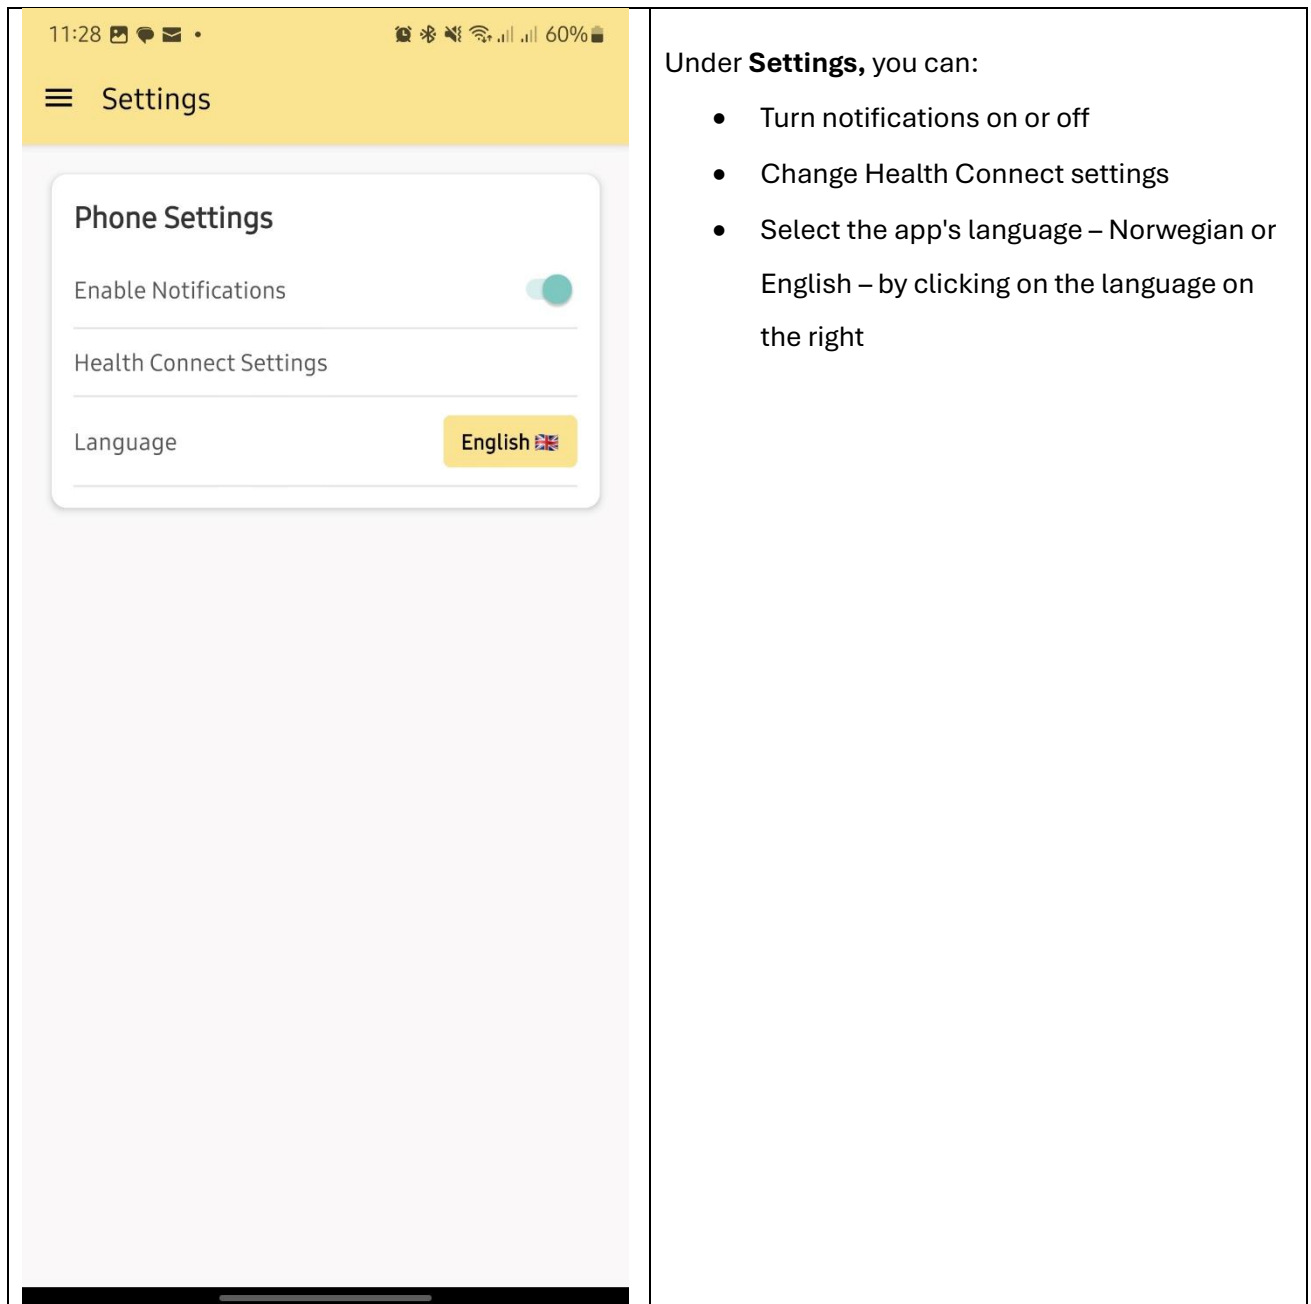 11:28 60%
Settings
Phone Settings
Enable Notifications
Health Connect Settings
Language English
Under Settings, you can:
• Turn notifications on or off
• Change Health Connect settings
• Select the app's language – Norwegian or
English – by clicking on the language on
the right